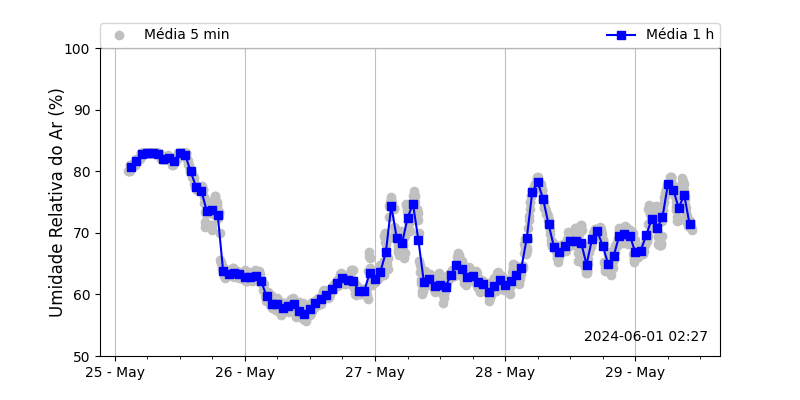 Média 5 min
Média 1 h
Umidade Relativa do Ar (%)
100
90
80
70
60
50
2024-06-01 02:27
25 - May
26 - May
27 - May
28 - May
29 - May